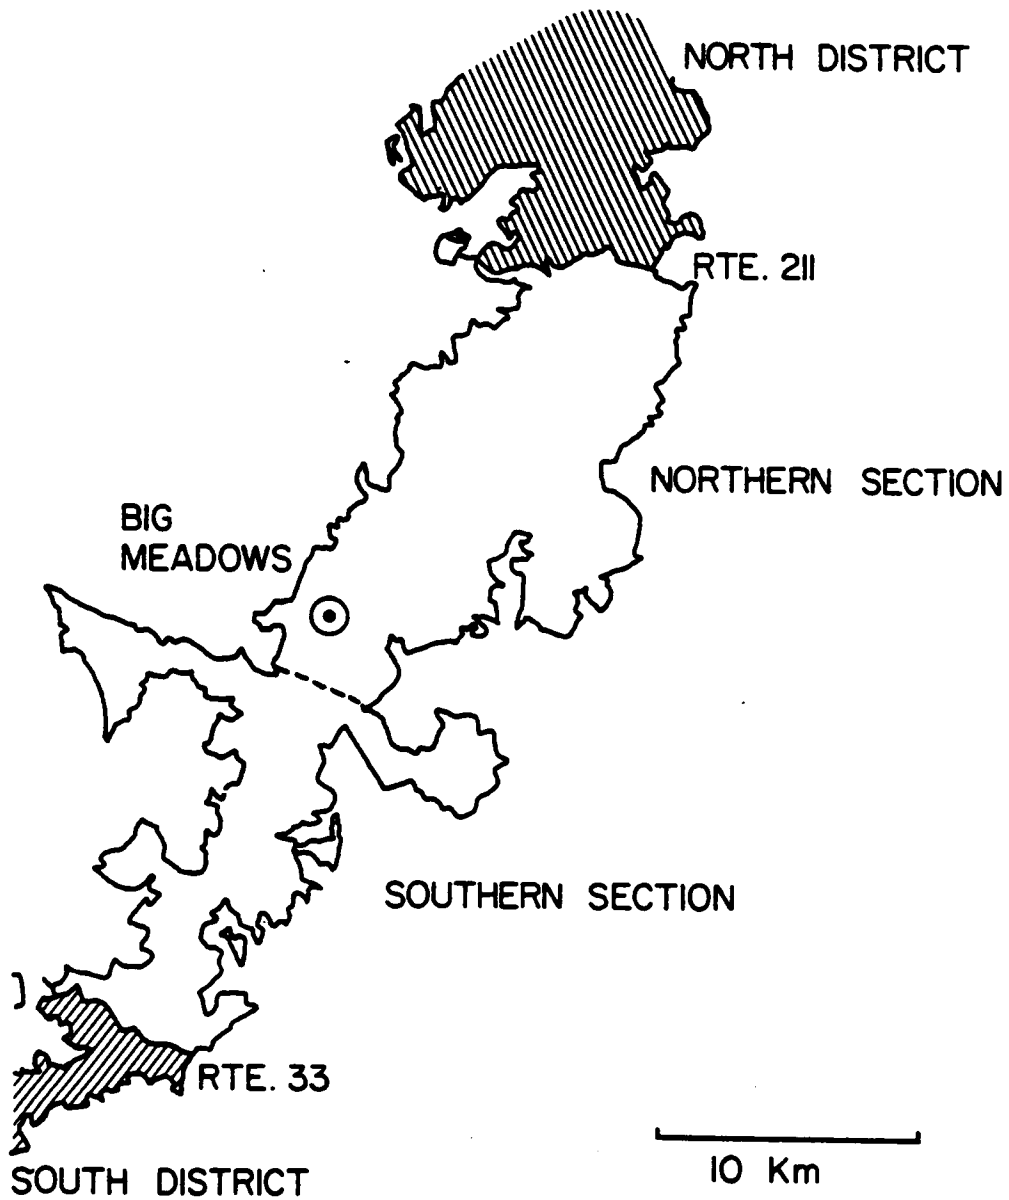 NORTH DISTRICT
RTE. 211
NORTHERN SECTION
BIG
MEADOWS
SOUTHERN SECTION
RTE. 33
10 Km
SOUTH DISTRICT